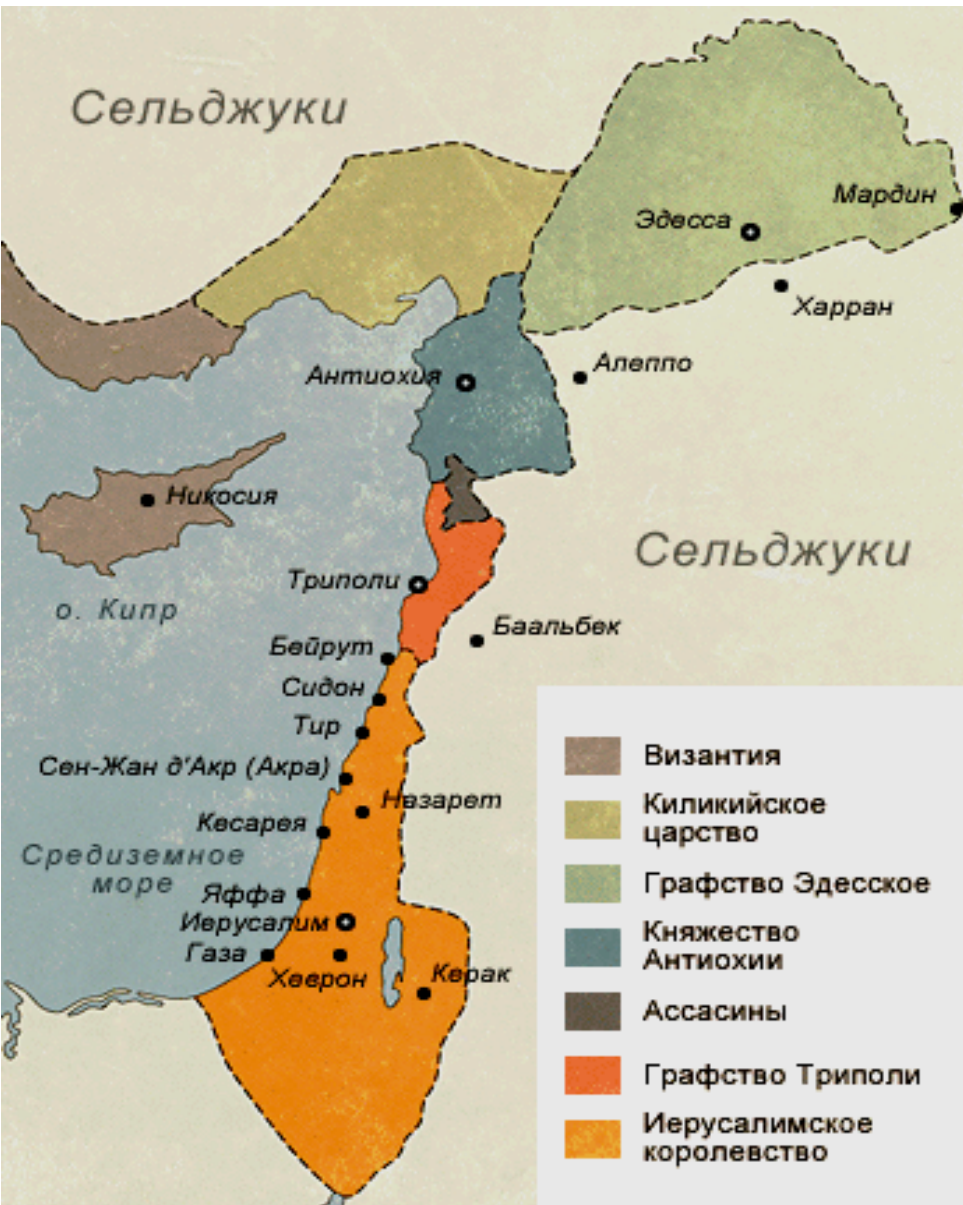 Сельджуки
Мардин
Эдесса
Харран
Алеппо
Антиохия
Никосия
Сельджуки
Триполи
о. Кипр
Баальбек
Бейрут
Сидон
Тир
Сен-Жан д'Акр (Акра)
Назарет
Кесарея
Средиземное
море
Яффа
Иерусалим
Газа
Хеврон
Керак
Византия
Киликийское
царство
Графство Эдесское
Княжество
Антиохии
Ассасины
Графство Триполи
Иерусалимское
королевство